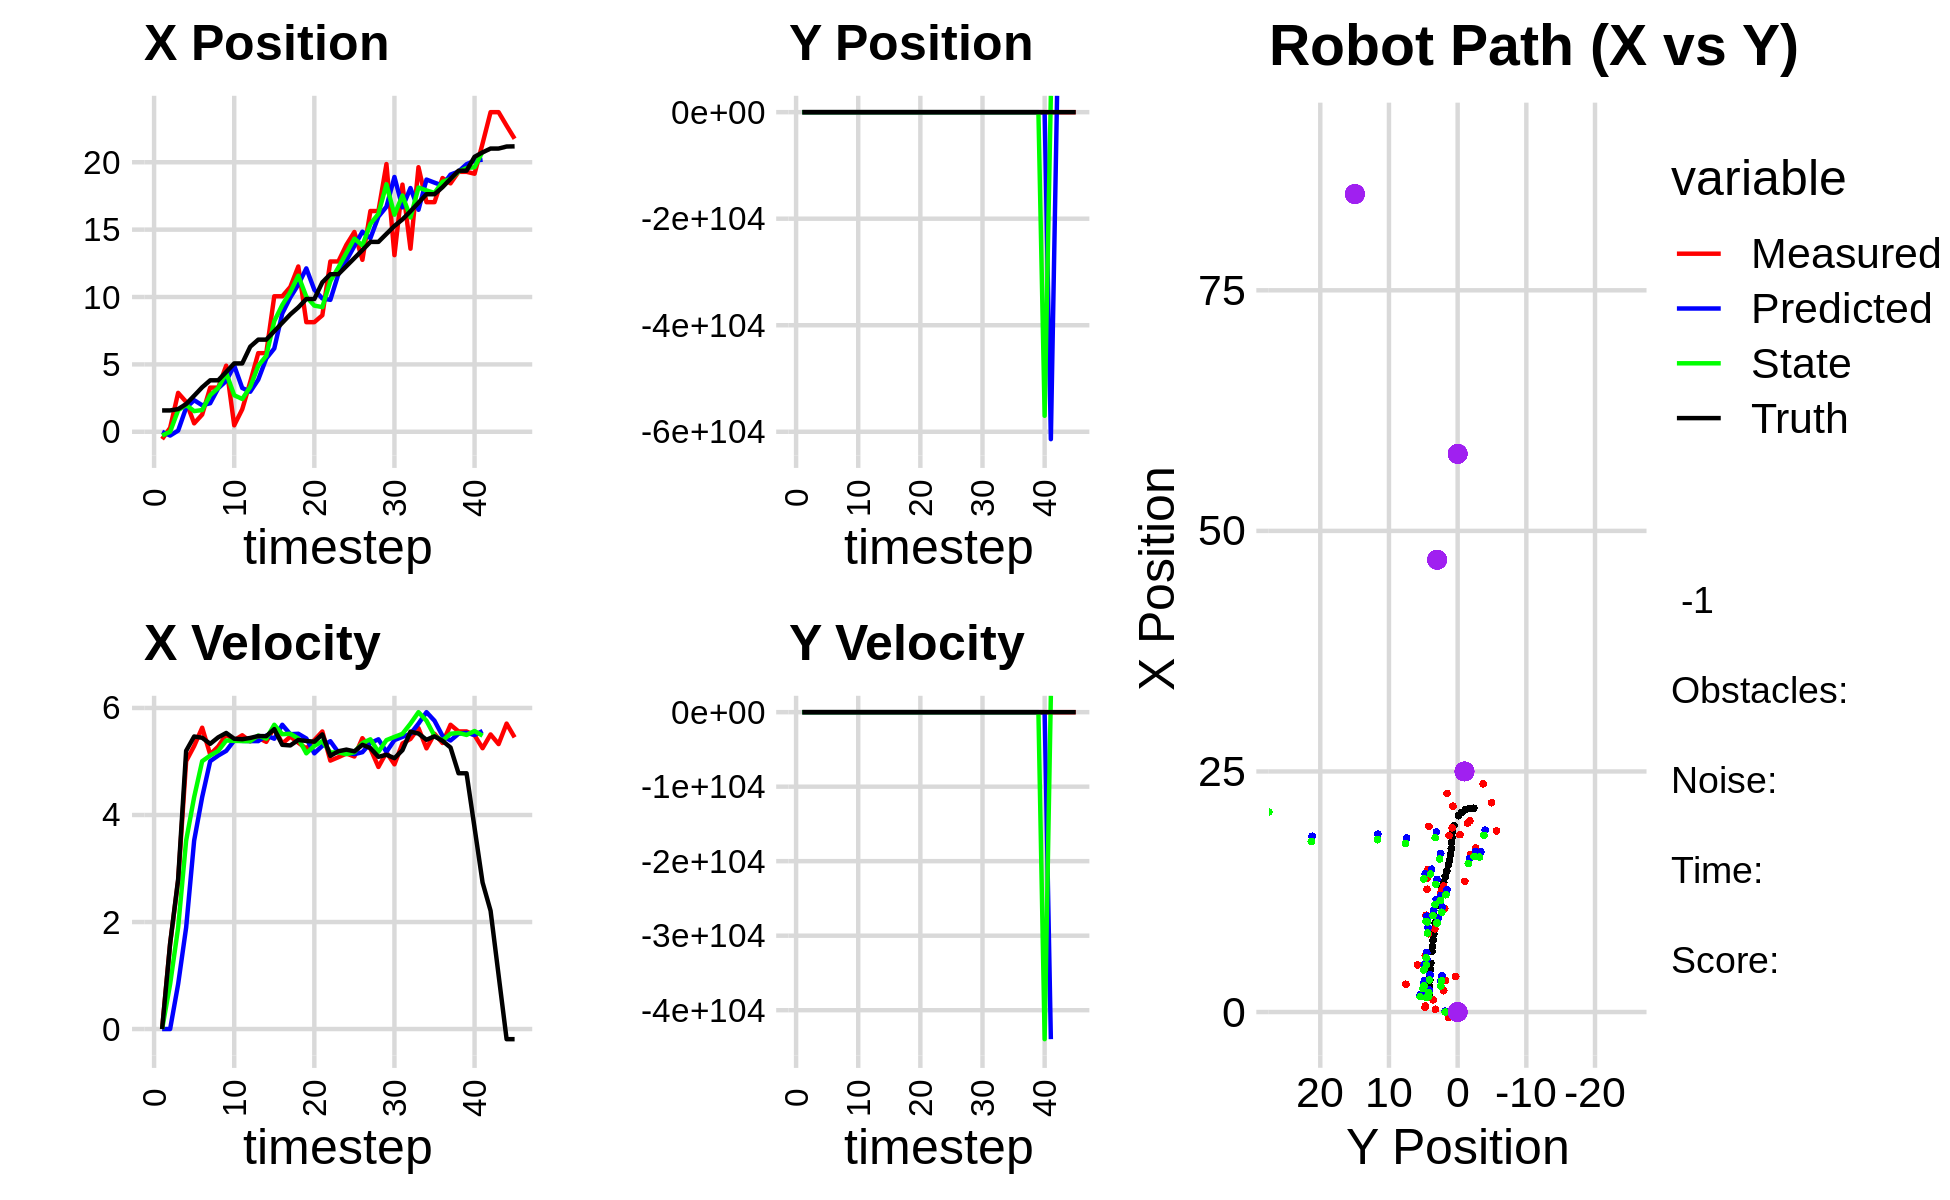 X Position
20
15
10
5
0
0
10
20
30
40
timestep
Y Position
0e+00
-2e+104
-4e+104
-6e+104
0
10
20
30
40
timestep
X Velocity
6
4
2
0
0
10
20
30
40
timestep
Y Velocity
0e+00
-1e+104
-2e+104
-3e+104
-4e+104
0
10
20
30
40
timestep
Robot Path (X vs Y)
X Position
75
50
25
0
20 10 0 -10 -20
Y Position
variable
Measured
Predicted
State
Truth
-1
Obstacles:
Noise:
Time:
Score: